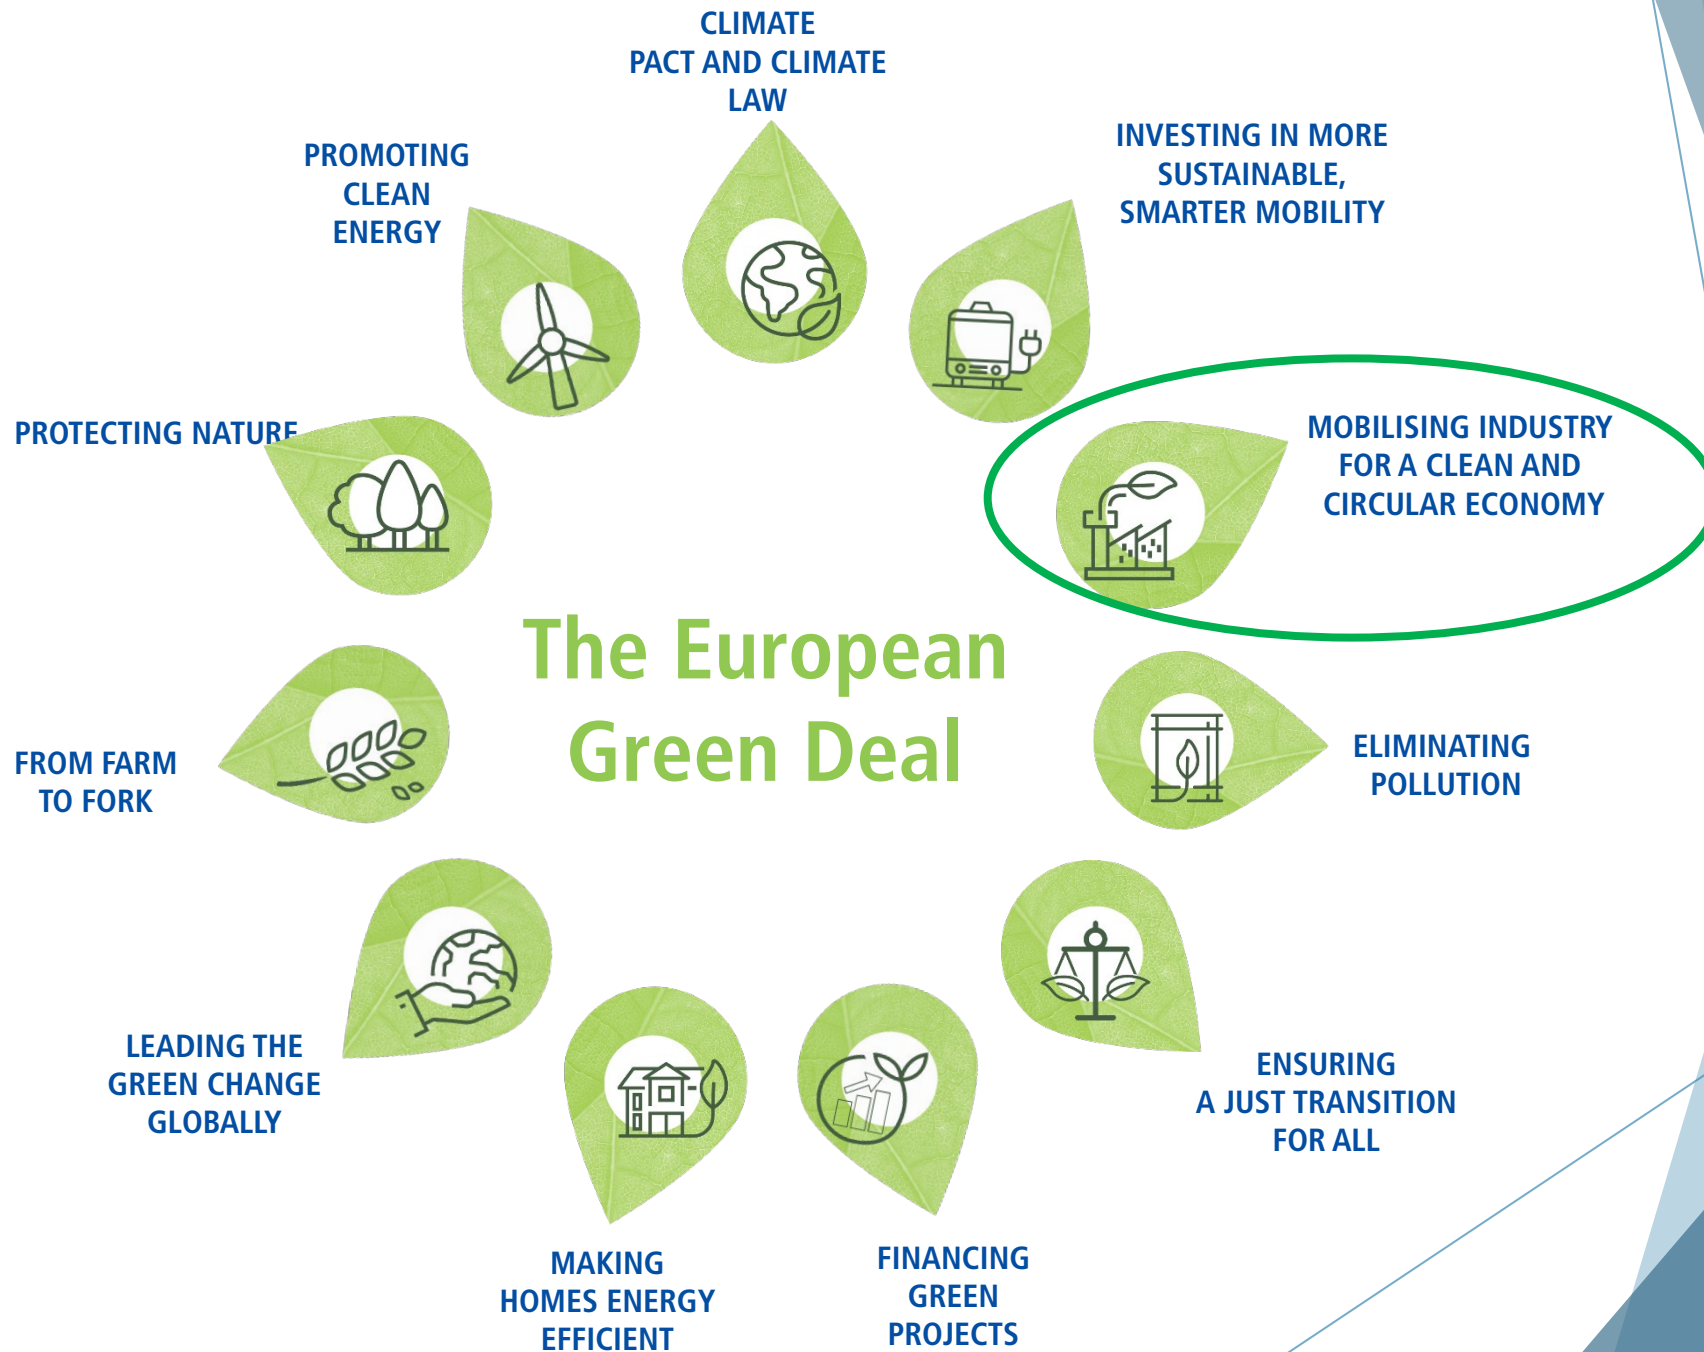 CLIMATE
PACT AND CLIMATE
LAW
PROMOTING
CLEAN
ENERGY
INVESTING IN MORE
SUSTAINABLE,
SMARTER MOBILITY
PROTECTING NATURE
MOBILISING INDUSTRY
FOR A CLEAN AND
CIRCULAR ECONOMY
The European
Green Deal
FROM FARM
TO FORK
ELIMINATING
POLLUTION
LEADING THE
GREEN CHANGE
GLOBALLY
ENSURING
A JUST TRANSITION
FOR ALL
MAKING
HOMES ENERGY
EFFICIENT
FINANCING
GREEN
PROJECTS